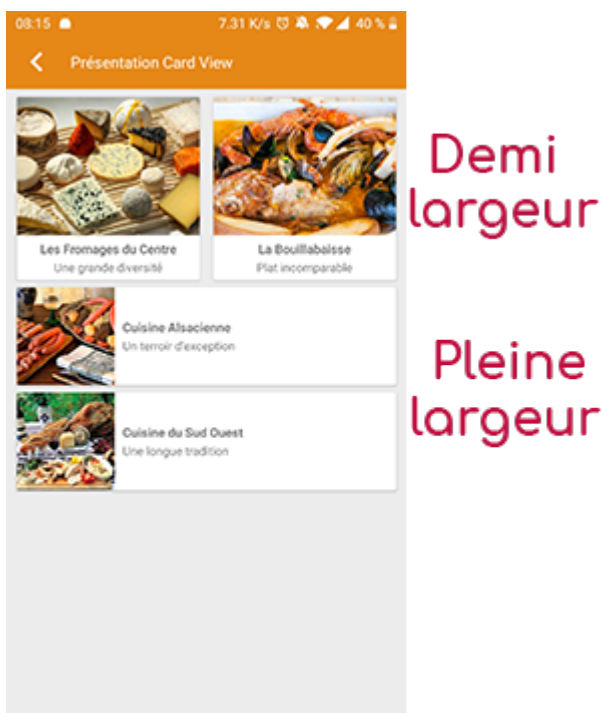 08:15 7.31 K/s 40 %
Présentation Card View
Les Fromages du Centre
Une grande diversité
La Bouillabaisse
Plat incomparable
Demi
largeur
Cuisine Alsacienne
Un terroir d'exception
Cuisine du Sud Ouest
Une longue tradition
Pleine
largeur